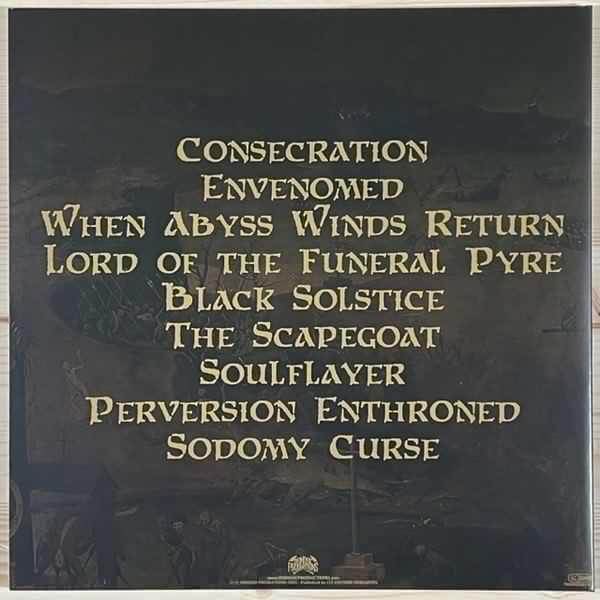 Consecration
Envenomed
When Abyss Winds Return
Lord of the Funeral Pyre
Black Solstice
The Scapegoat
Soulflayer
Perversion Enthroned
Sodomy Curse